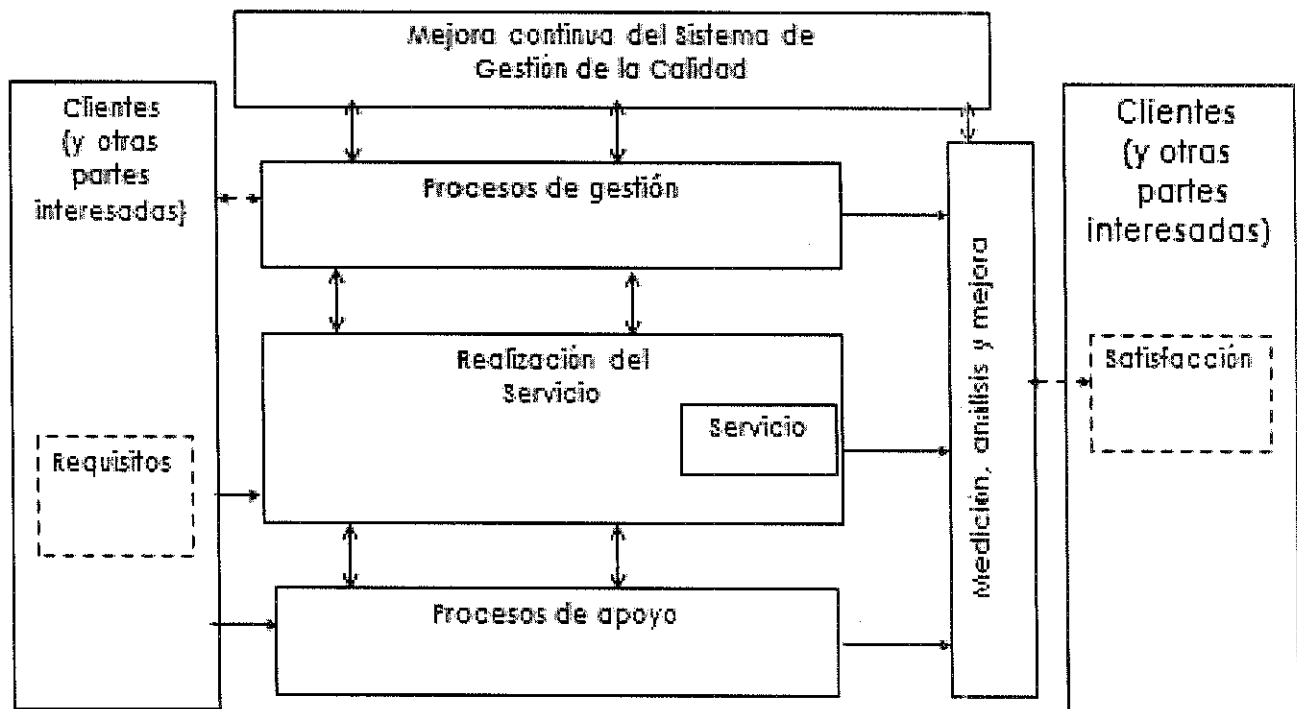 Mejora continua del Sistema de
Gestión de la Calidad
Clientes
(y otras
partes
interesadas)
Procesos de gestión
Realización del
Servicio
Servicio
Requisitos
Procesos de apoyo
Medición, análisis y mejora
Clientes
(y otras
partes
interesadas)
Satisfacción